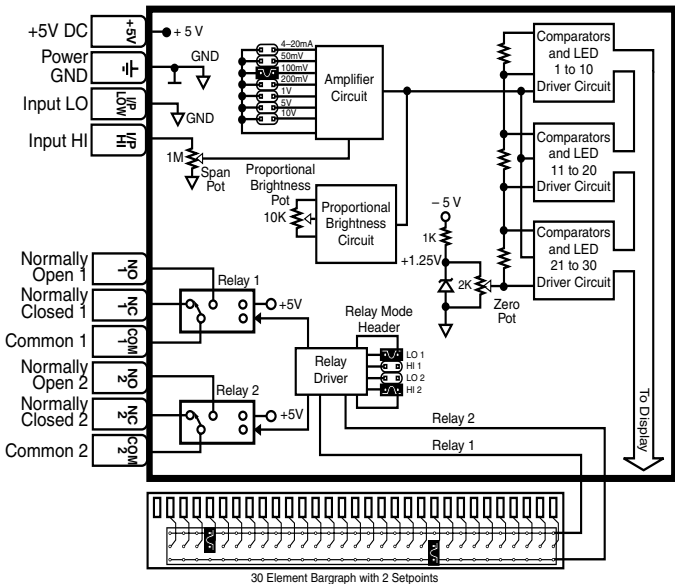 +5V DC
+5V
+ 5 V
Power
GND
GND
Input LO
I/P
LOW
GND
Input HI
I/P
HI
1M
Span
Pot
4–20mA
50mV
100mV
200mV
1V
5V
10V
Amplifier
Circuit
Proportional
Brightness
Pot
10K
Proportional
Brightness
Circuit
Comparators
and LED
1 to 10
Driver Circuit
Comparators
and LED
11 to 20
Driver Circuit
Comparators
and LED
21 to 30
Driver Circuit
– 5 V
1K
+1.25V
2K
Zero
Pot
Normally
Open 1
NO
1
Normally
Closed 1
NC
1
Common 1
COM
1
Relay 1
+5V
Normally
Open 2
NO
2
Normally
Closed 2
NC
2
Common 2
COM
2
Relay 2
+5V
Relay Mode
Header
Relay
Driver
LO 1
HI 1
LO 2
HI 2
Relay 2
Relay 1
To Display
30 Element Bargraph with 2 Setpoints